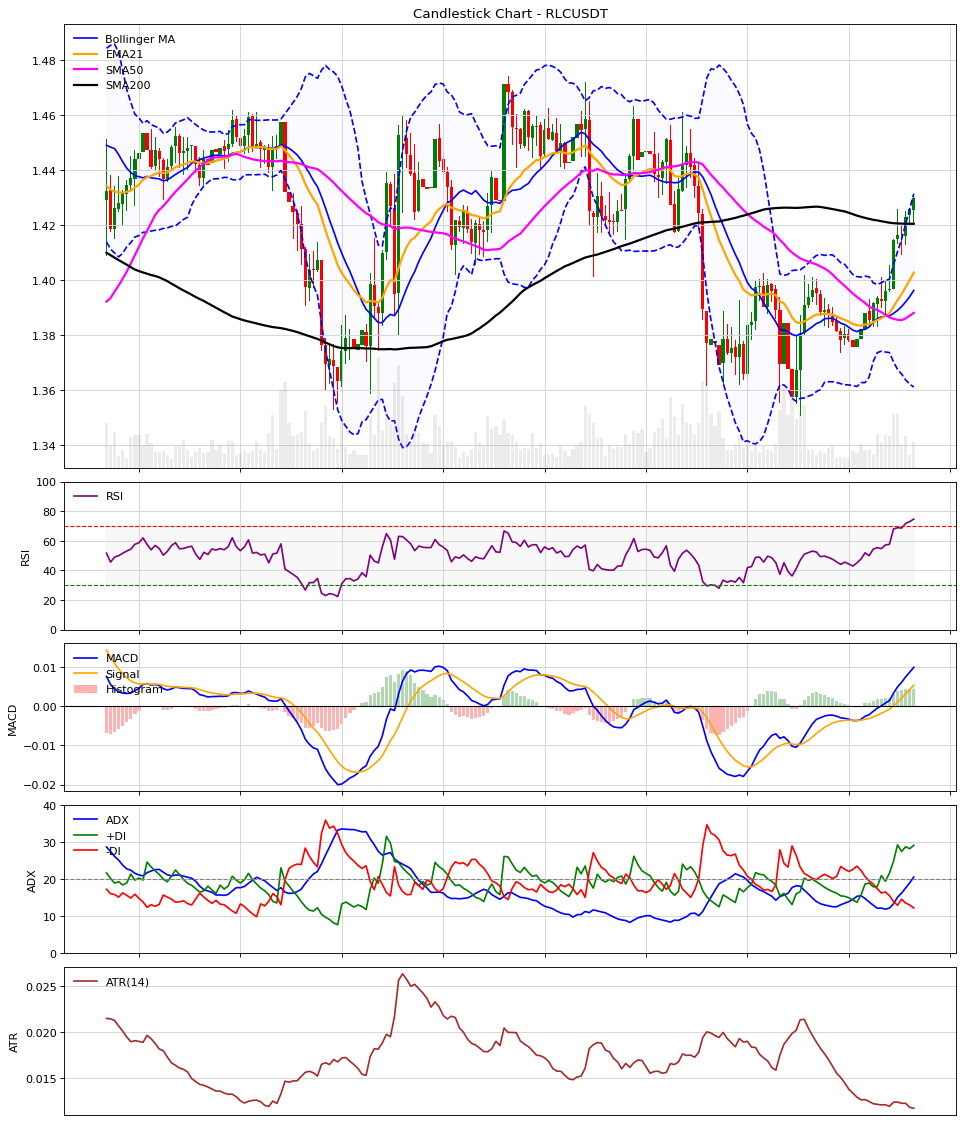 Candlestick Chart - RLCUSDT
Bollinger MA
EMA21
SMA50
SMA200
1.48
1.46
1.44
1.42
1.40
1.38
1.36
1.34
RSI
RSI
100
80
60
40
20
0
MACD
Signal
Histogram
MACD
0.01
0.00
−0.01
−0.02
ADX
+DI
-DI
ADX
40
30
20
10
0
ATR(14)
ATR
0.025
0.020
0.015